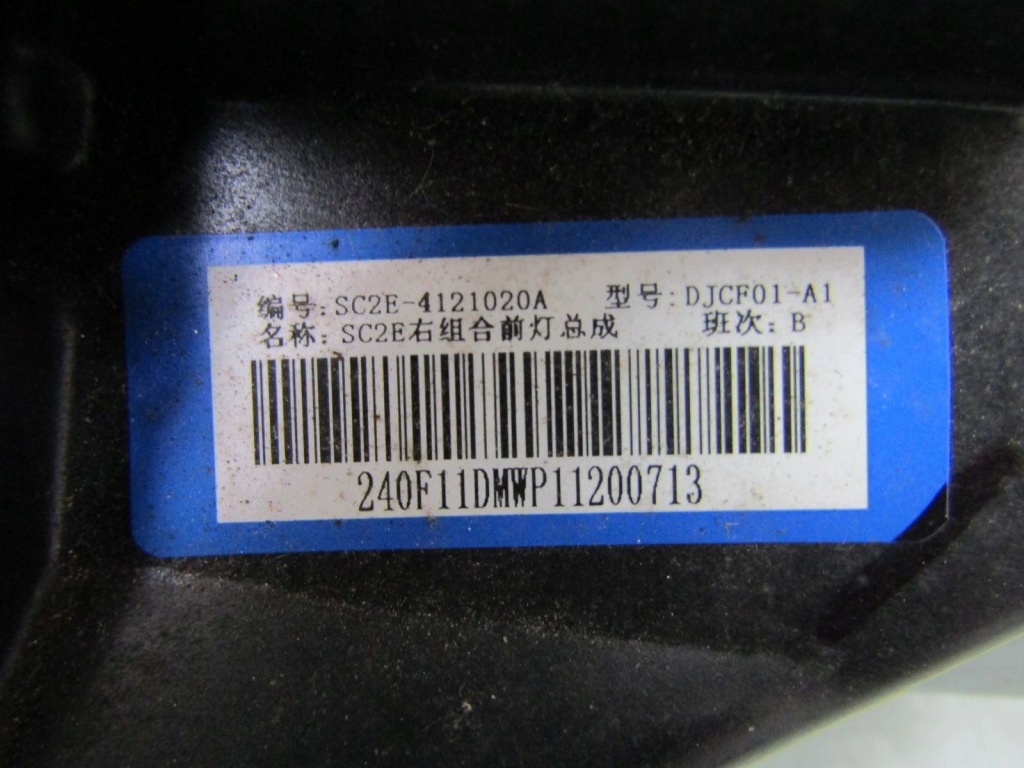 编号: SC2E-4121020A 型号: DJCF01-A1
名称: SC2E右组合前灯总成 班次: B
240F11DMWP11200713